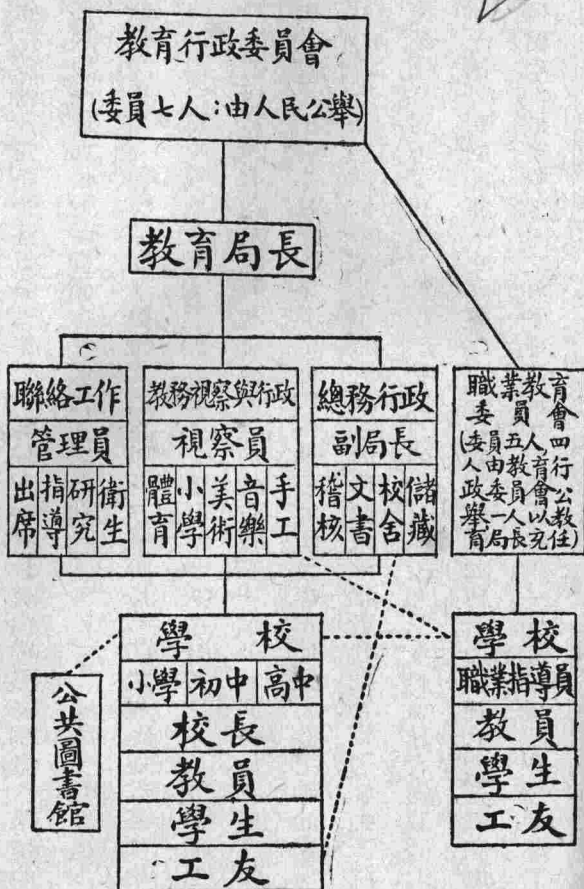 教育行政委員會
(委員七人：由人民公舉)
教育局長
聯絡工作
管理員
出席
指導
研究
衛生
教務視察與行政
視察員
體育
小學
美術
音樂
手工
總務行政
副局長
稽核
文書
校舍
儲藏
職業教育
委員會
(委員五人四
人由教育行
政委員會公
舉一人以教
育局長充任)
學校
小學 初中 高中
校長
教員
學生
工友
公共圖書館
學校
職業指導員
教員
學生
工友